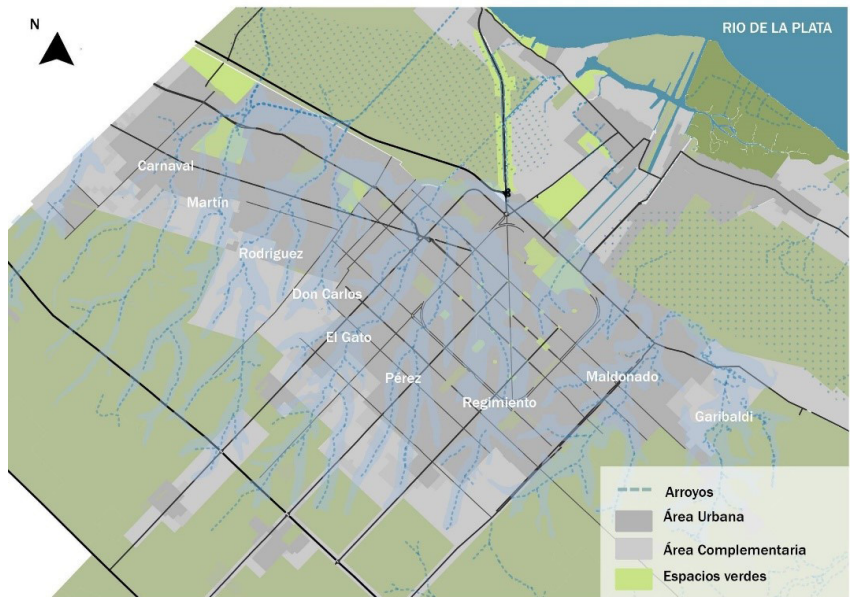 N
RIO DE LA PLATA
Carnaval
Martín
Rodriguez
Don Carlos
El Gato
Pérez
Regimiento
Maldonado
Garibaldi
Arroyos
Área Urbana
Área Complementaria
Espacios verdes